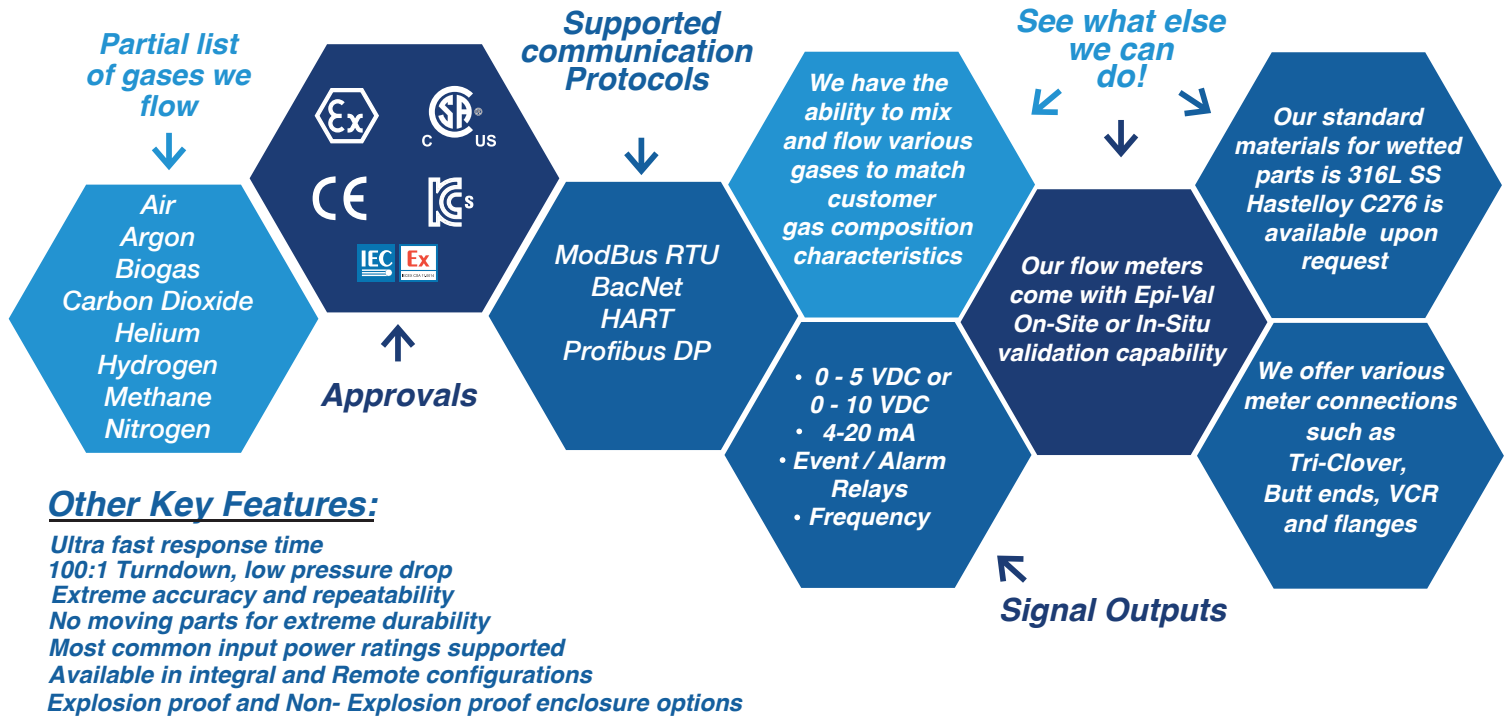 Partial list
of gases we
flow
Air
Argon
Biogas
Carbon Dioxide
Helium
Hydrogen
Methane
Nitrogen
Ex
CSA ®
C US
CE
KCs
IEC Ex
Approvals
Supported
communication
Protocols
ModBus RTU
BacNet
HART
Profibus DP
See what else
we can
do!
We have the
ability to mix
and flow various
gases to match
customer
gas composition
characteristics
Our flow meters
come with Epi-Val
On-Site or In-Situ
validation capability
Our standard
materials for wetted
parts is 316L SS
Hastelloy C276 is
available upon
request
We offer various
meter connections
such as
Tri-Clover,
Butt ends, VCR
and flanges
• 0 - 5 VDC or
0 - 10 VDC
• 4-20 mA
• Event / Alarm
Relays
• Frequency
Signal Outputs
Other Key Features:
Ultra fast response time
100:1 Turndown, low pressure drop
Extreme accuracy and repeatability
No moving parts for extreme durability
Most common input power ratings supported
Available in integral and Remote configurations
Explosion proof and Non- Explosion proof enclosure options